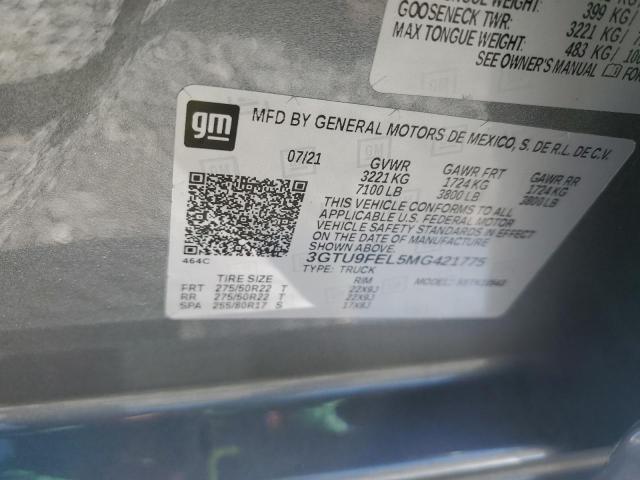 399 KG
GOOSENECK TWR:
3221 KG/
MAX TONGUE WEIGHT:
483 KG/
SEE OWNER'S MANUAL
gm
MFD BY GENERAL MOTORS DE MEXICO, S. DE R.L. DE C.V.
07/21 GVWR GAWR FRT GAWR RR
3221 KG 1724 KG 1724 KG
7100 LB 3800 LB 3800 LB
THIS VEHICLE CONFORMS TO ALL
APPLICABLE U.S. FEDERAL MOTOR
VEHICLE SAFETY STANDARDS IN
EFFECT ON THE DATE OF MANUFACTURE
SHOWN ABOVE.
3GTU9FEL5MG421775
TYPE: TRUCK
464C
TIRE SIZE RIM
FRT 275/50R22 T 22X9J
RR 275/50R22 T 22X9J
SPA 255/80R17 S 17X8J